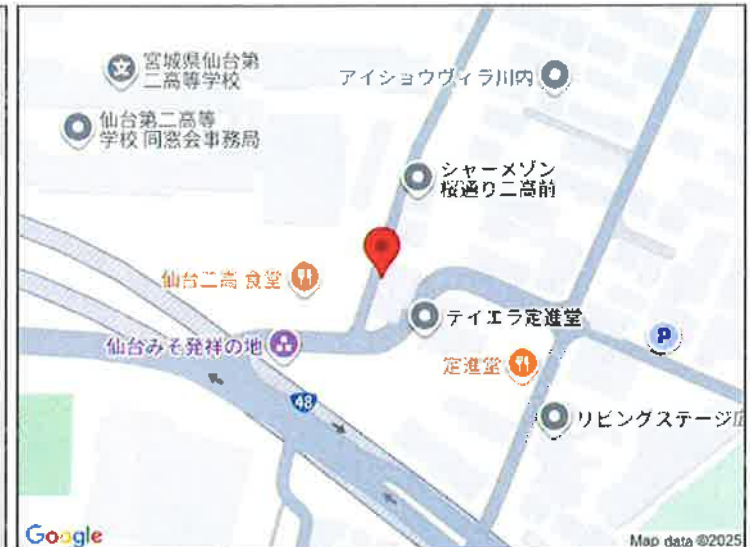 宮城県仙台第
二高等学校
アイショウヴィラ川内
仙台第二高等
学校 同窓会事務局
シャーメゾン
桜通り二高前
仙台二高 食堂
テイエラ定進堂
仙台みそ発祥の地
P
定進堂
48
リビングステージ
Google
Map data ©2025